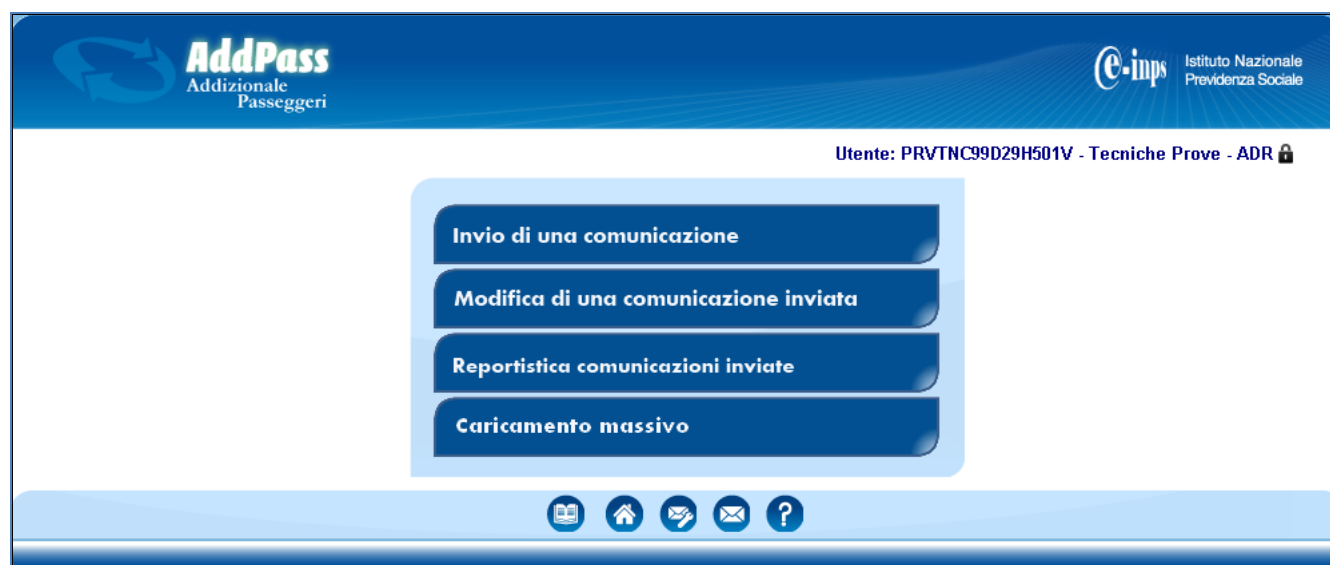 AddPass
Addizionale
Passeggeri
e-inps
Istituto Nazionale
Previdenza Sociale
Utente: PRVTNC99D29H501V - Tecniche Prove - ADR
Invio di una comunicazione
Modifica di una comunicazione inviata
Reportistica comunicazioni inviate
Caricamento massivo
?